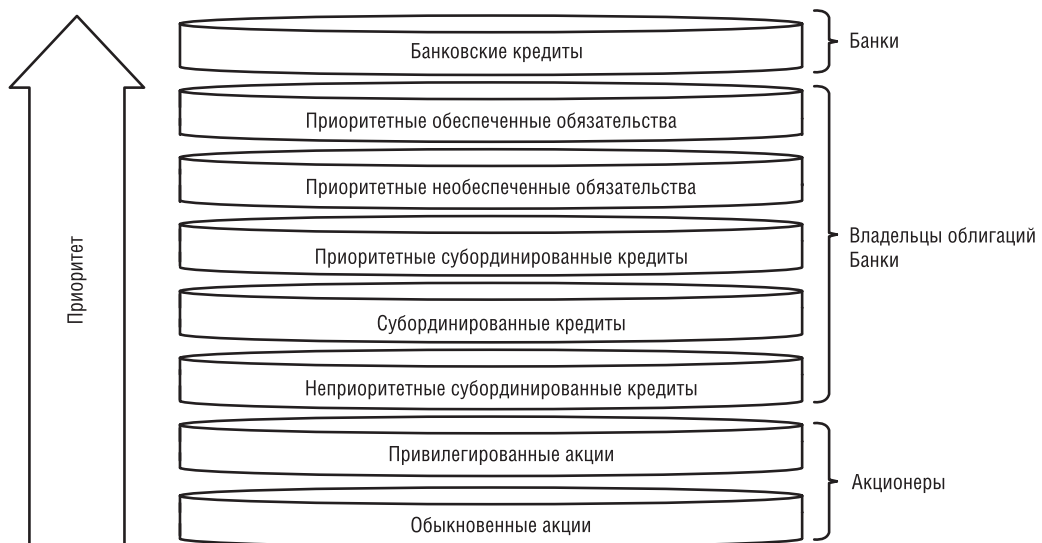 Банковские кредиты
Банки
Приоритетные обеспеченные обязательства
Приоритетные необеспеченные обязательства
Приоритетные субординированные кредиты
Субординированные кредиты
Неприоритетные субординированные кредиты
Владельцы облигаций
Банки
Привилегированные акции
Обыкновенные акции
Акционеры
Приоритет